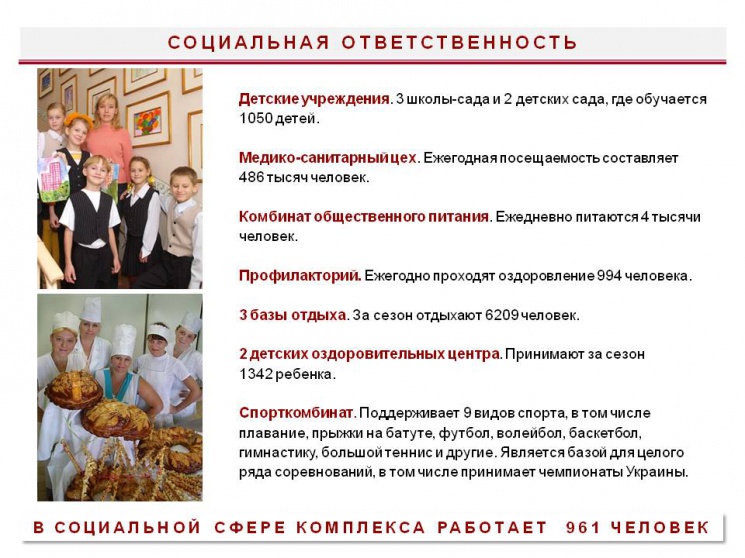 СОЦИАЛЬНАЯ ОТВЕТСТВЕННОСТЬ
Детские учреждения. 3 школы-сада и 2 детских сада, где обучается
1050 детей.
Медико-санитарный цех. Ежегодная посещаемость составляет
486 тысяч человек.
Комбинат общественного питания. Ежедневно питаются 4 тысячи
человек.
Профилакторий. Ежегодно проходят оздоровление 994 человека.
3 базы отдыха. За сезон отдыхают 6209 человек.
2 детских оздоровительных центра. Принимают за сезон
1342 ребенка.
Спорткомбинат. Поддерживает 9 видов спорта, в том числе
плавание, прыжки на батуте, футбол, волейбол, баскетбол,
гимнастику, большой теннис и другие. Является базой для целого
ряда соревнований, в том числе принимает чемпионаты Украины.
В СОЦИАЛЬНОЙ СФЕРЕ КОМПЛЕКСА РАБОТАЕТ 961 ЧЕЛОВЕК